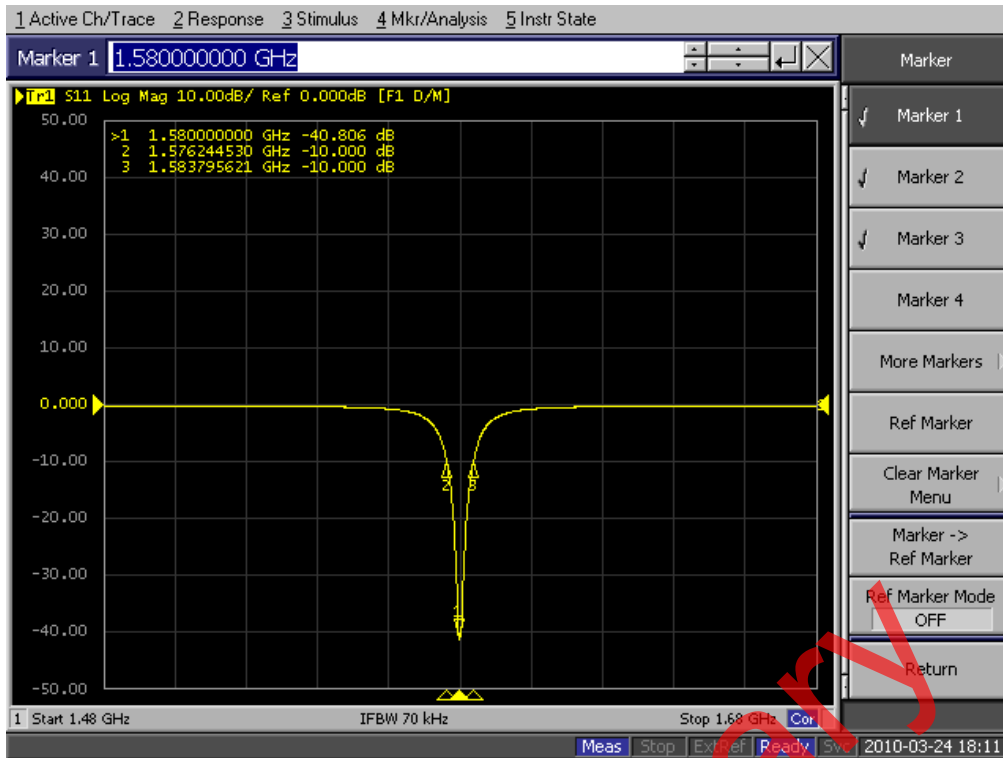 1 Active Ch/Trace 2 Response 3 Stimulus 4 Mkr/Analysis 5 Instr State
Marker 1 1.580000000 GHz
Marker
Tr1 S11 Log Mag 10.00dB/ Ref 0.000dB [F1 D/M]
50.00
>1 1.580000000 GHz -40.806 dB
2 1.576244530 GHz -10.000 dB
3 1.583795621 GHz -10.000 dB
40.00
30.00
20.00
10.00
0.000
-10.00
-20.00
-30.00
-40.00
-50.00
2
3
1
Marker 1
Marker 2
Marker 3
Marker 4
More Markers
Ref Marker
Clear Marker
Menu
Marker ->
Ref Marker
Ref Marker Mode
OFF
Return
1 Start 1.48 GHz IFBW 70 kHz Stop 1.68 GHz Cor
Meas Stop ExtRef Ready Svc 2010-03-24 18:11